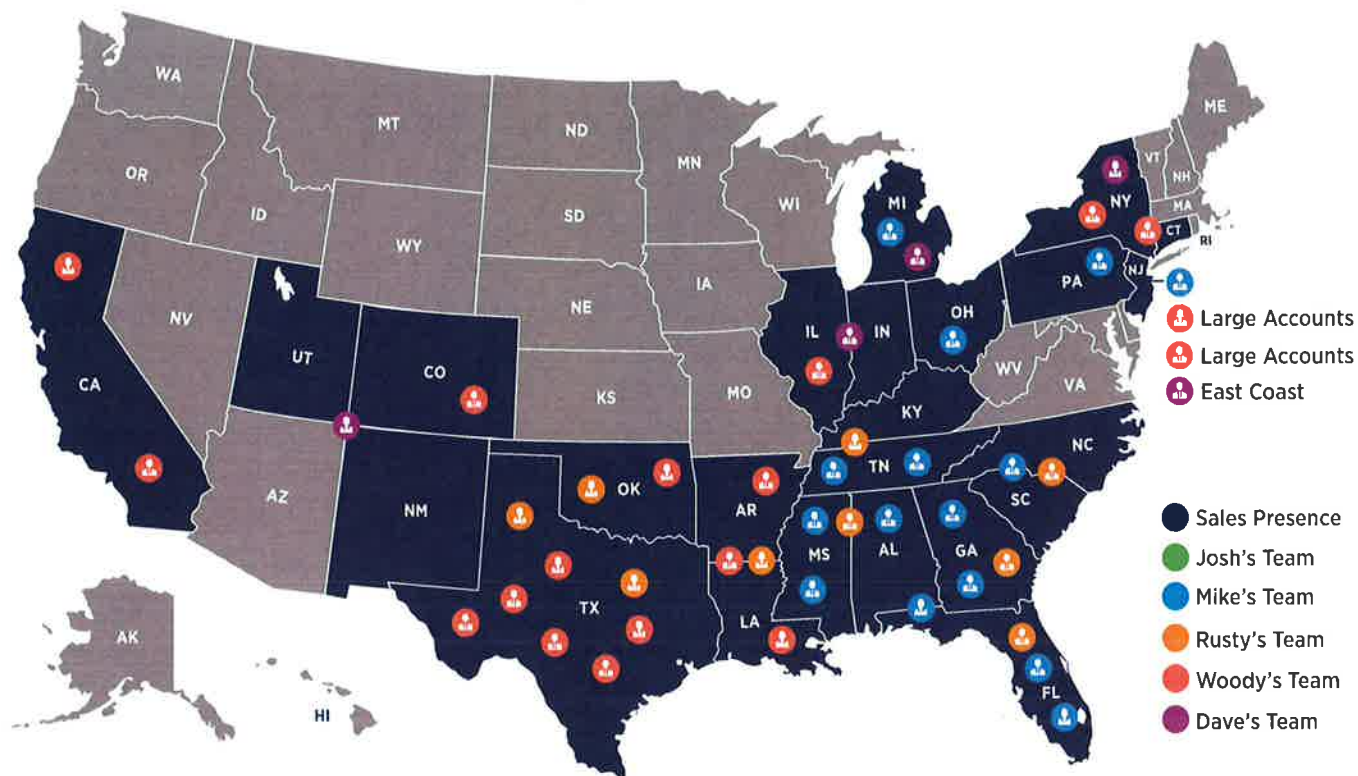 WA
MT
ND
MN
ME
OR
ID
SD
WI
MI
VT
NH
NY
MA
CT
RI
WY
IA
NE
PA
NJ
NV
UT
CO
IL
IN
OH
Large Accounts
Large Accounts
East Coast
CA
KS
MO
WV
VA
KY
NC
TN
AZ
NM
OK
AR
SC
MS
AL
GA
TX
LA
FL
AK
HI
Sales Presence
Josh's Team
Mike's Team
Rusty's Team
Woody's Team
Dave's Team